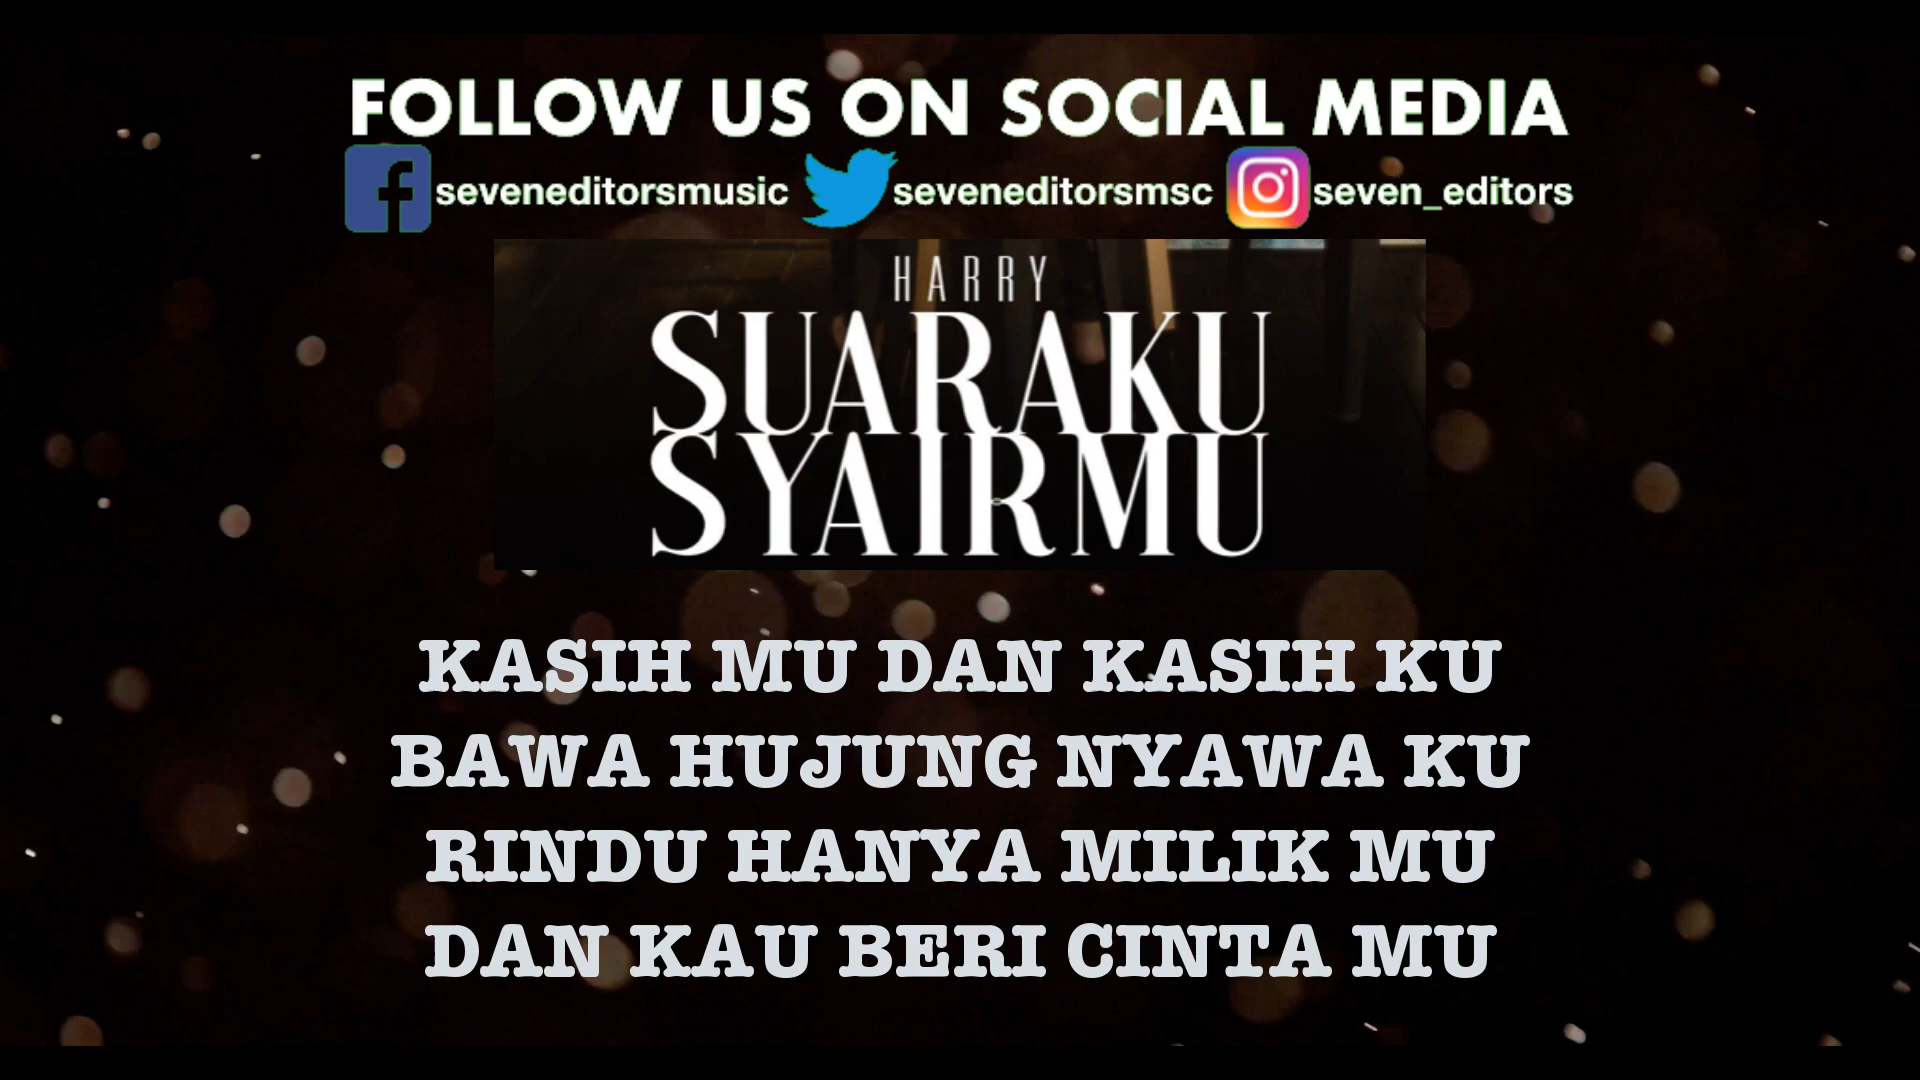 FOLLOW US ON SOCIAL MEDIA
seveneditorsmusic seveneditorsmsc seven_editors
HARRY
SUARAKU
SYAIRMU
KASIH MU DAN KASIH KU
BAWA HUJUNG NYAWA KU
RINDU HANYA MILIK MU
DAN KAU BERI CINTA MU